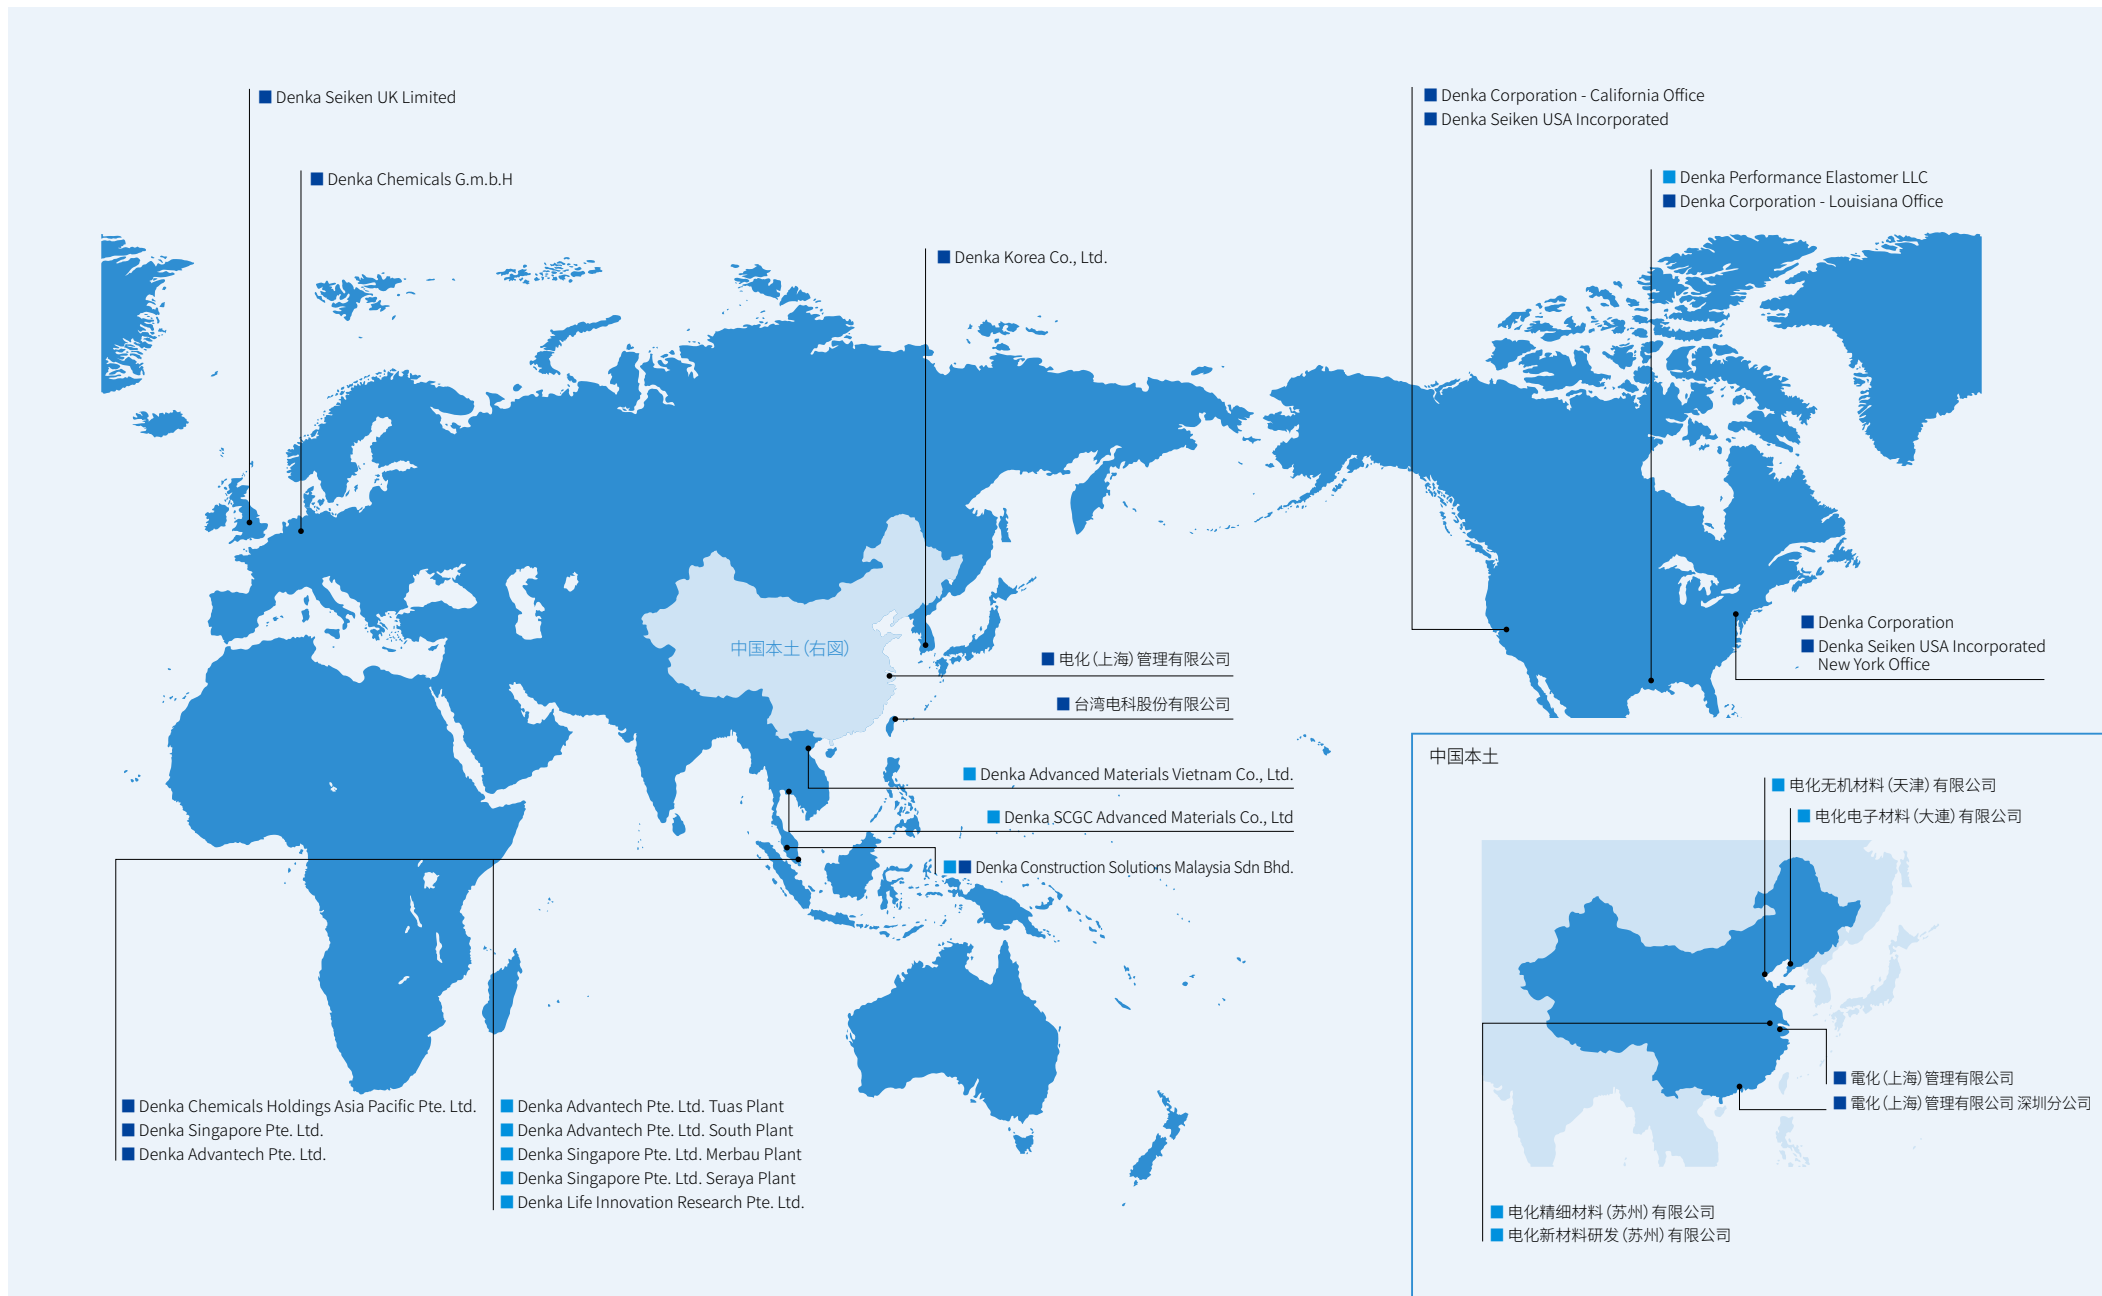 Denka Seiken UK Limited
Denka Chemicals G.m.b.H
Denka Korea Co., Ltd.
Denka Corporation - California Office
Denka Seiken USA Incorporated
Denka Performance Elastomer LLC
Denka Corporation - Louisiana Office
Denka Corporation
Denka Seiken USA Incorporated
New York Office
中国本土（右図）
电化（上海）管理有限公司
台湾电科股份有限公司
Denka Advanced Materials Vietnam Co., Ltd.
Denka SCGC Advanced Materials Co., Ltd
Denka Construction Solutions Malaysia Sdn Bhd.
Denka Chemicals Holdings Asia Pacific Pte. Ltd.
Denka Singapore Pte. Ltd.
Denka Advantech Pte. Ltd.
Denka Advantech Pte. Ltd. Tuas Plant
Denka Advantech Pte. Ltd. South Plant
Denka Singapore Pte. Ltd. Merbau Plant
Denka Singapore Pte. Ltd. Seraya Plant
Denka Life Innovation Research Pte. Ltd.
中国本土
电化无机材料（天津）有限公司
电化电子材料（大連）有限公司
電化（上海）管理有限公司
電化（上海）管理有限公司 深圳分公司
电化精细材料（苏州）有限公司
电化新材料研发（苏州）有限公司